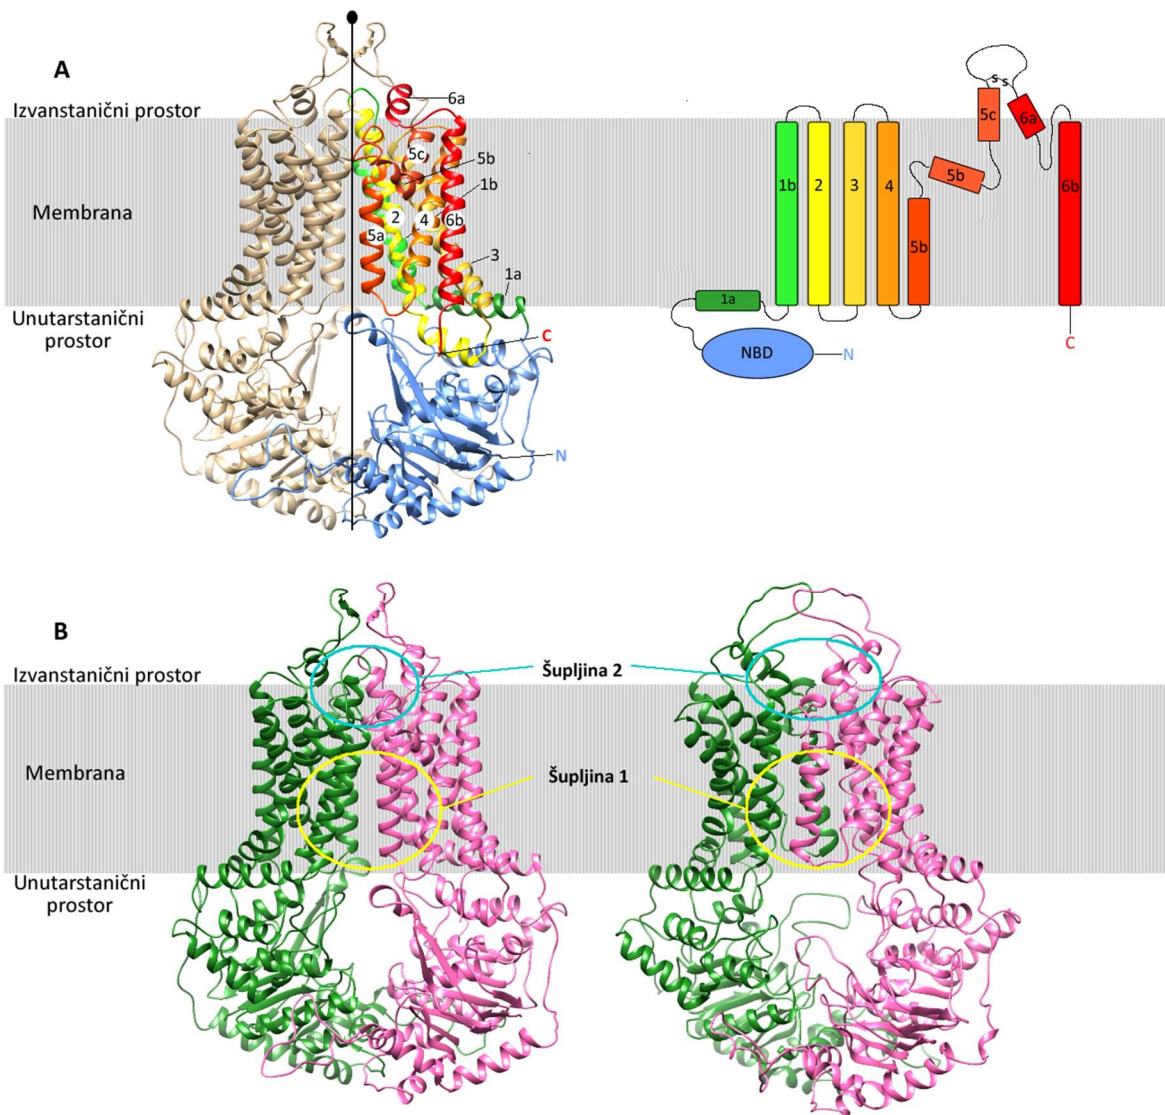 A
Izvanstanični prostor
Membrana
Unutarstanični
prostor
6a
5c
5b
1b
2
4
6b
5a
3
1a
C
N
S
S
5c
6a
5b
1b
2
3
4
5b
6b
1a
NBD
N
C
B
Izvanstanični prostor
Šupljina 2
Membrana
Šupljina 1
Unutarstanični
prostor